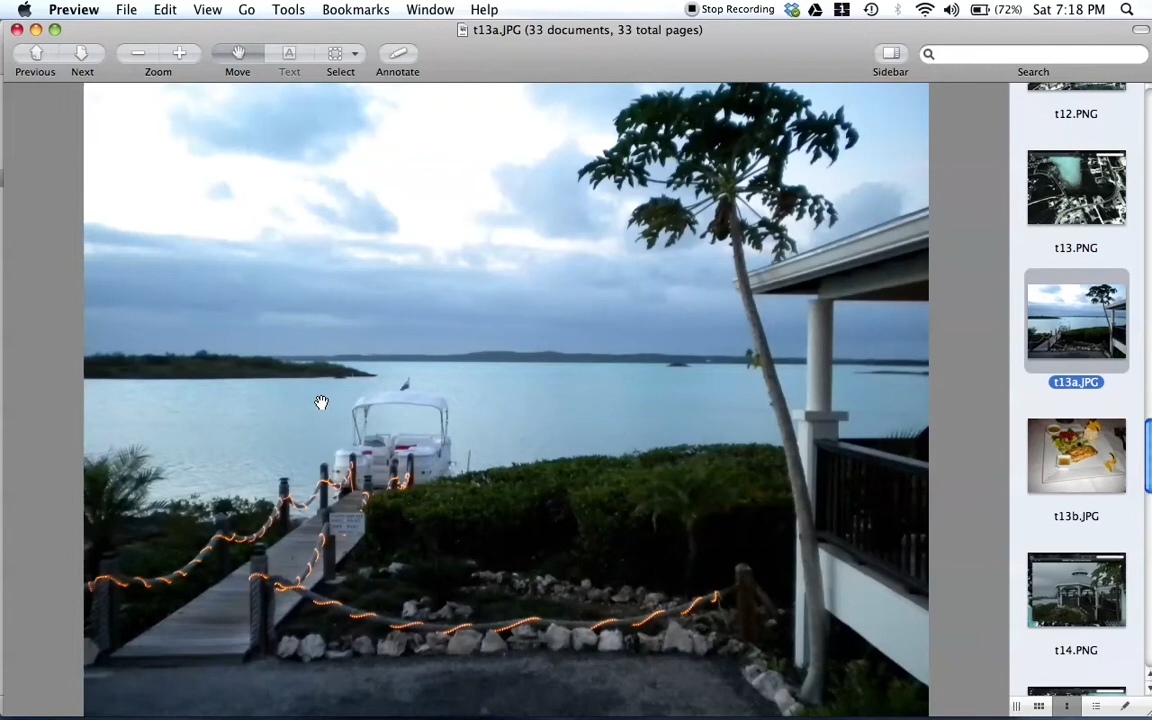 Preview File Edit View Go Tools Bookmarks Window Help Stop Recording (72%) Sat 7:18 PM
t13a.JPG (33 documents, 33 total pages)
Previous Next Zoom Move Text Select Annotate Sidebar Search
t12.PNG
t13.PNG
t13a.JPG
t13b.JPG
t14.PNG